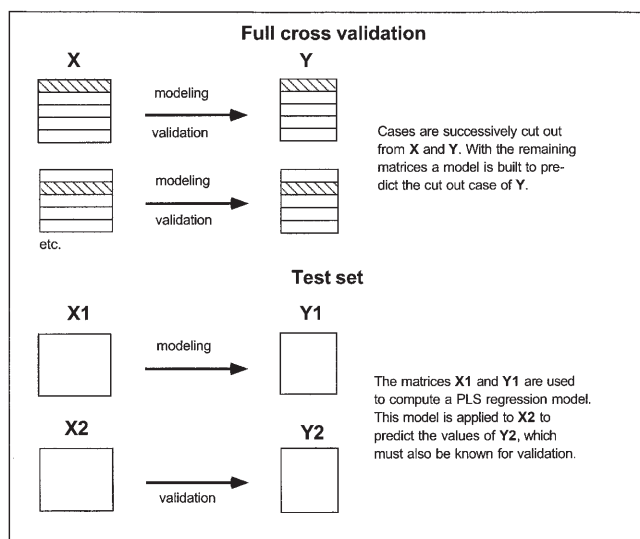 Full cross validation
X
Y
modeling
validation
Cases are successively cut out
from X and Y. With the remaining
matrices a model is built to pre-
dict the cut out case of Y.
modeling
validation
etc.
Test set
X1
Y1
modeling
The matrices X1 and Y1 are used
to compute a PLS regression model.
This model is applied to X2 to
predict the values of Y2, which
must also be known for validation.
X2
Y2
validation